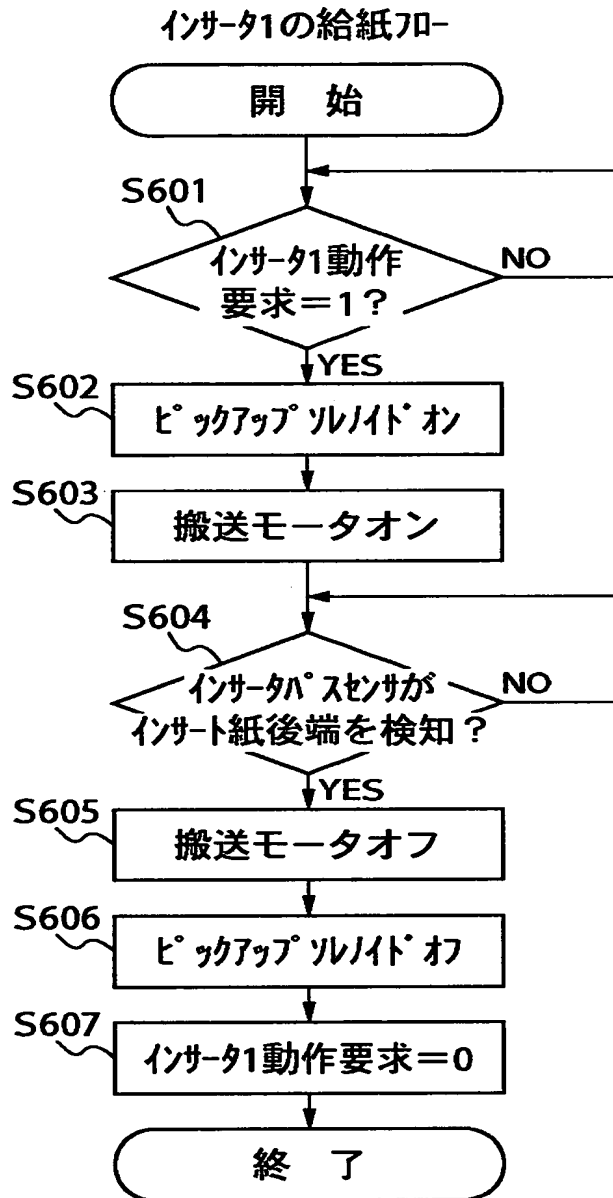 ｲﾝｻｰﾀ1の給紙ﾌﾛｰ
開 始
S601
ｲﾝｻｰﾀ1動作
要求＝1？
NO
YES
S602
ﾋﾟｯｸｱｯﾌﾟｿﾚﾉｲﾄﾞｵﾝ
S603
搬送モータオン
S604
ｲﾝｻｰﾀﾊﾟｽｾﾝｻが
ｲﾝｻｰﾄ紙後端を検知？
NO
YES
S605
搬送モータオフ
S606
ﾋﾟｯｸｱｯﾌﾟｿﾚﾉｲﾄﾞｵﾌ
S607
ｲﾝｻｰﾀ1動作要求＝0
終 了